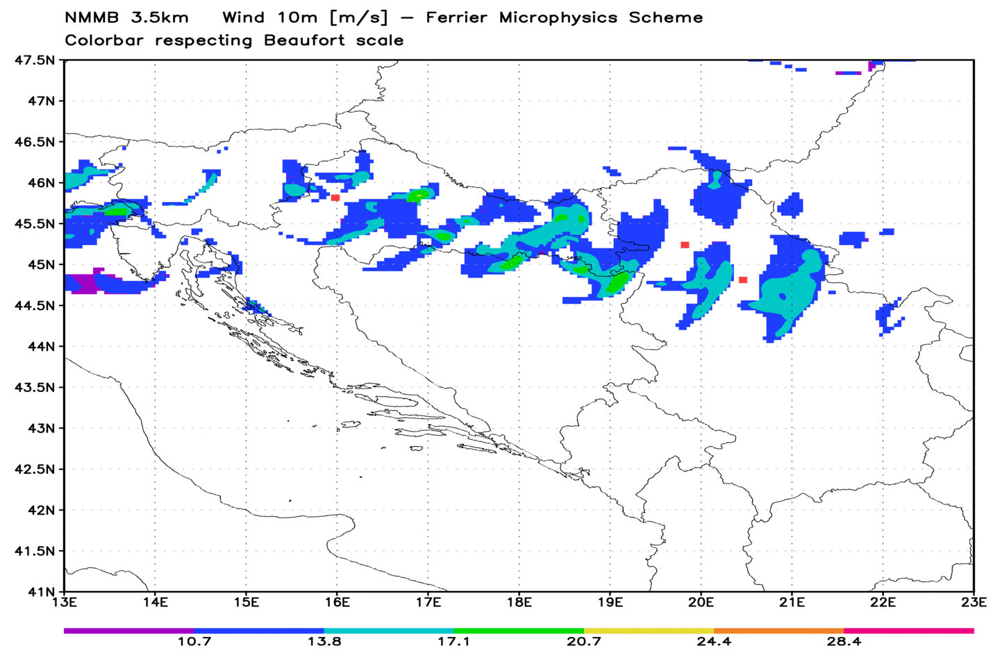 NMMB 3.5km Wind 10m [m/s] – Ferrier Microphysics Scheme
Colorbar respecting Beaufort scale
47.5N
47N
46.5N
46N
45.5N
45N
44.5N
44N
43.5N
43N
42.5N
42N
41.5N
41N
13E 14E 15E 16E 17E 18E 19E 20E 21E 22E 23E
10.7 13.8 17.1 20.7 24.4 28.4